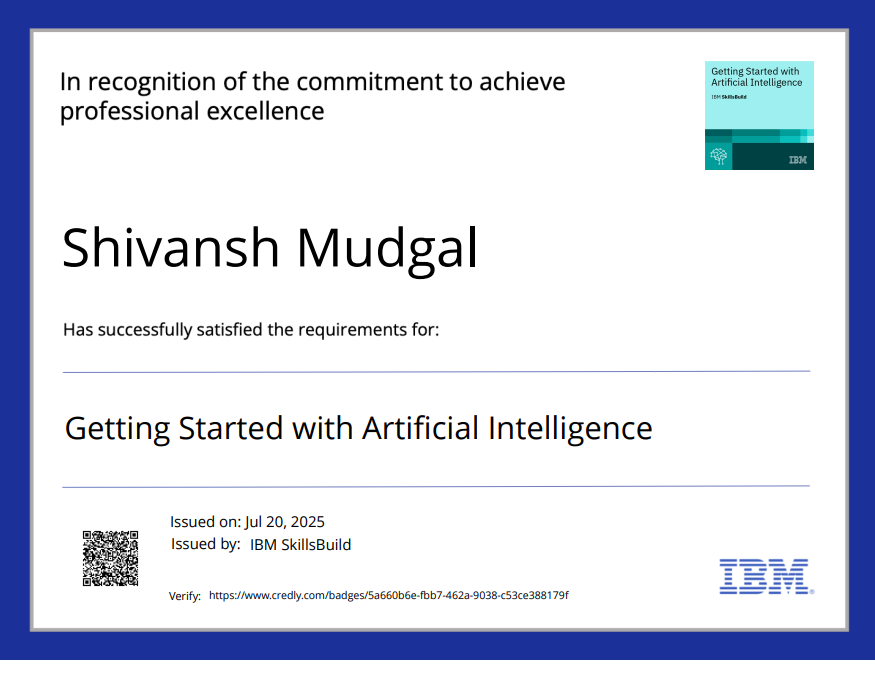 In recognition of the commitment to achieve
professional excellence
Getting Started with
Artificial Intelligence
IBM SkillsBuild
IBM
Shivansh Mudgal
Has successfully satisfied the requirements for:
Getting Started with Artificial Intelligence
Issued on: Jul 20, 2025
Issued by: IBM SkillsBuild
Verify: https://www.credly.com/badges/5a660b6e-fbb7-462a-9038-c53ce388179f
IBM®